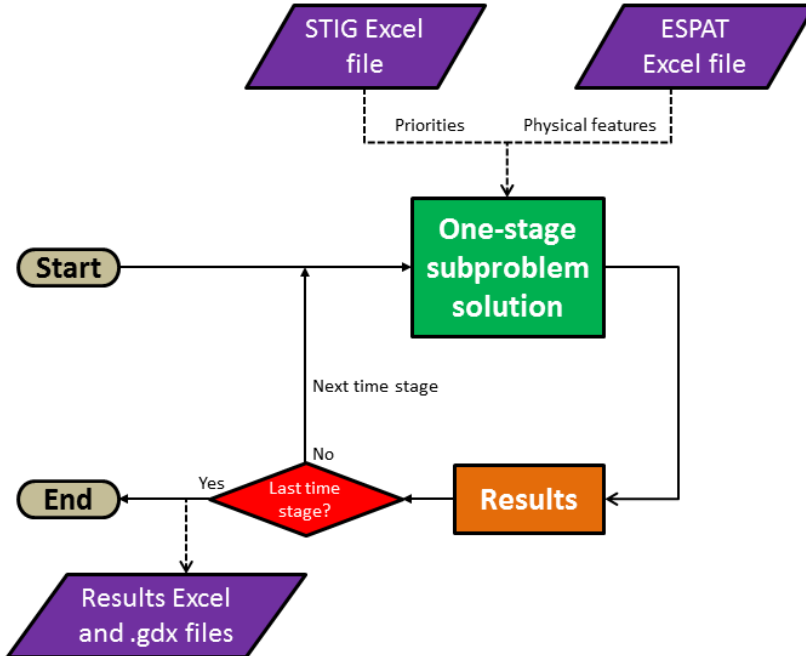 STIG Excel
file
ESPAT
Excel file
Priorities
Physical features
One-stage
subproblem
solution
Start
Next time stage
No
Yes
End
Last time
stage?
Results
Results Excel
and .gdx files